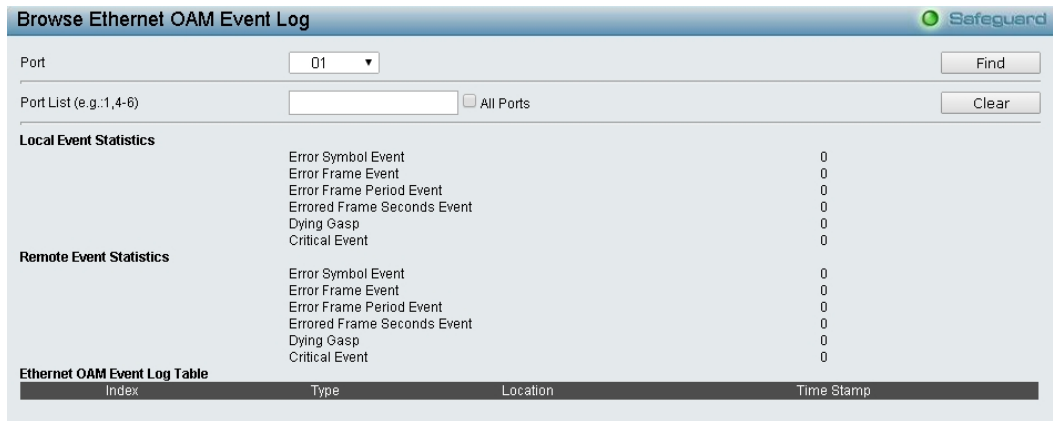 Browse Ethernet OAM Event Log Safeguard
Port 01 Find
Port List (e.g.:1,4-6) All Ports Clear
Local Event Statistics
Error Symbol Event 0
Error Frame Event 0
Error Frame Period Event 0
Errored Frame Seconds Event 0
Dying Gasp 0
Critical Event 0
Remote Event Statistics
Error Symbol Event 0
Error Frame Event 0
Error Frame Period Event 0
Errored Frame Seconds Event 0
Dying Gasp 0
Critical Event 0
Ethernet OAM Event Log Table
Index Type Location Time Stamp